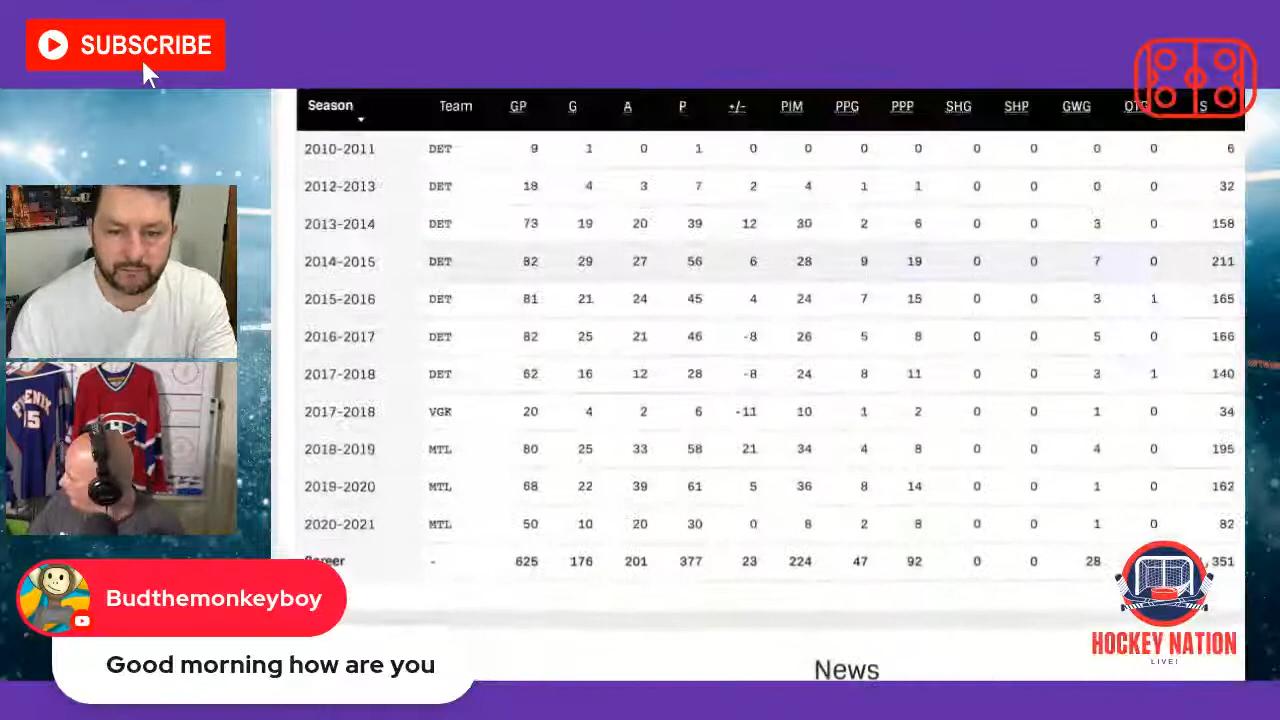 SUBSCRIBE
Season Team GP G A P +/- PIM PPG PPP SHG SHP GWG OTG S
2010-2011 DET 9 1 0 1 0 0 0 0 0 0 0 0 6
2012-2013 DET 18 4 3 7 2 4 1 1 0 0 0 0 32
2013-2014 DET 73 19 20 39 12 30 2 6 0 0 3 0 158
2014-2015 DET 82 29 27 56 6 28 9 19 0 0 7 0 211
2015-2016 DET 81 21 24 45 4 24 7 15 0 0 3 1 165
2016-2017 DET 82 25 21 46 -8 26 5 8 0 0 5 0 166
2017-2018 DET 62 16 12 28 -8 24 8 11 0 0 3 1 140
2017-2018 VGK 20 4 2 6 -11 10 1 2 0 0 1 0 34
2018-2019 MTL 80 25 33 58 21 34 4 8 0 0 4 0 195
2019-2020 MTL 68 22 39 61 5 36 8 14 0 0 1 0 162
2020-2021 MTL 50 10 20 30 0 8 2 8 0 0 1 0 82
Career - 625 176 201 377 23 224 47 92 0 0 28 ,351
PHOENIX
15
Budthemonkeyboy
Good morning how are you
News
HOCKEY NATION
LIVE!